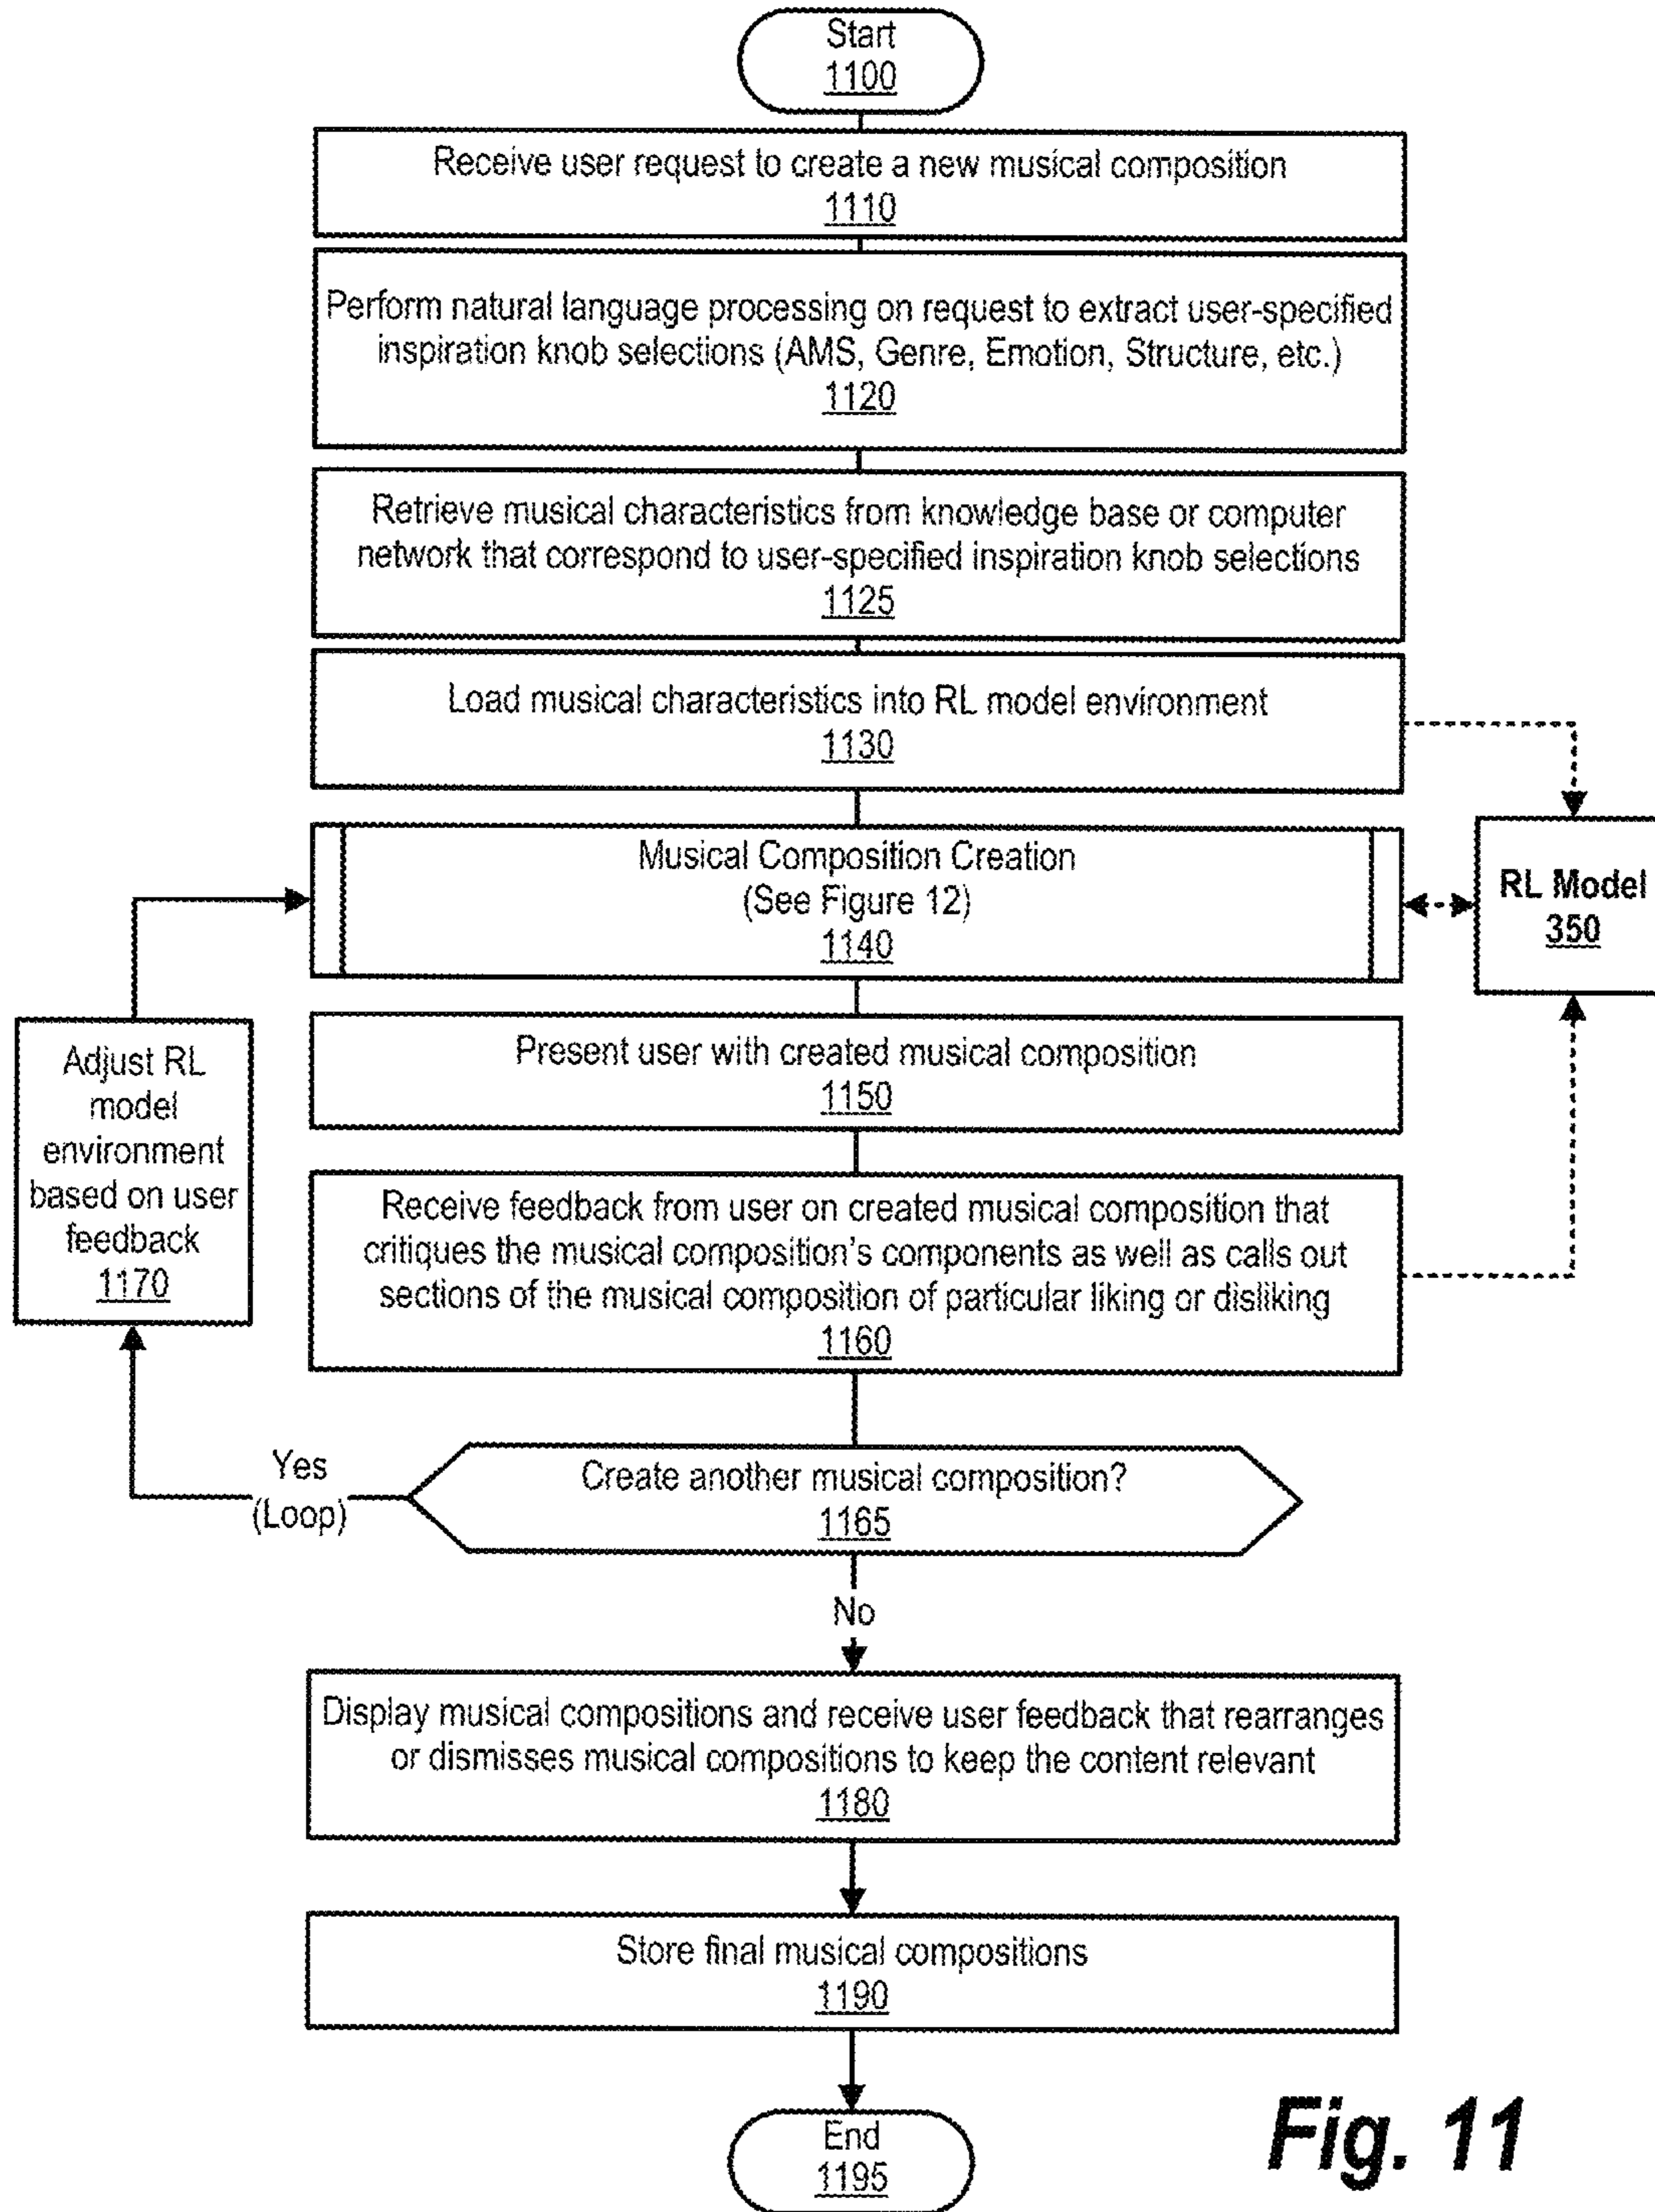 Start
1100
Receive user request to create a new musical composition
1110
Perform natural language processing on request to extract user-specified
inspiration knob selections (AMS, Genre, Emotion, Structure, etc.)
1120
Retrieve musical characteristics from knowledge base or computer
network that correspond to user-specified inspiration knob selections
1125
Load musical characteristics into RL model environment
1130
Musical Composition Creation
(See Figure 12)
1140
RL Model
350
Present user with created musical composition
1150
Adjust RL
model
environment
based on user
feedback
1170
Receive feedback from user on created musical composition that
critiques the musical composition's components as well as calls out
sections of the musical composition of particular liking or disliking
1160
Yes
(Loop)
Create another musical composition?
1165
No
Display musical compositions and receive user feedback that rearranges
or dismisses musical compositions to keep the content relevant
1180
Store final musical compositions
1190
End
1195
Fig. 11